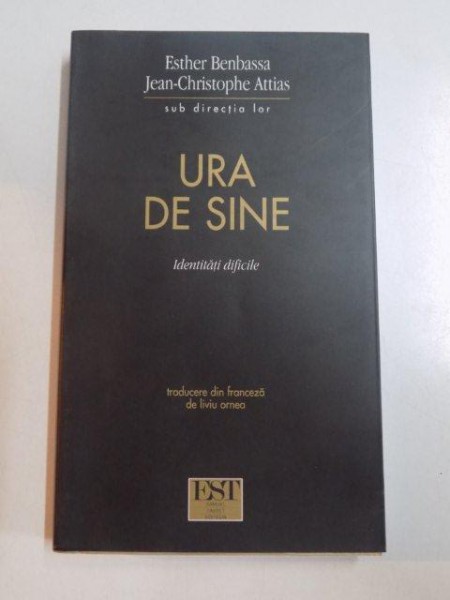 Esther Benbassa
Jean-Christophe Attias
sub direcția lor
URA
DE SINE
Identități dificile
traducere din franceză
de liviu ornea
EST